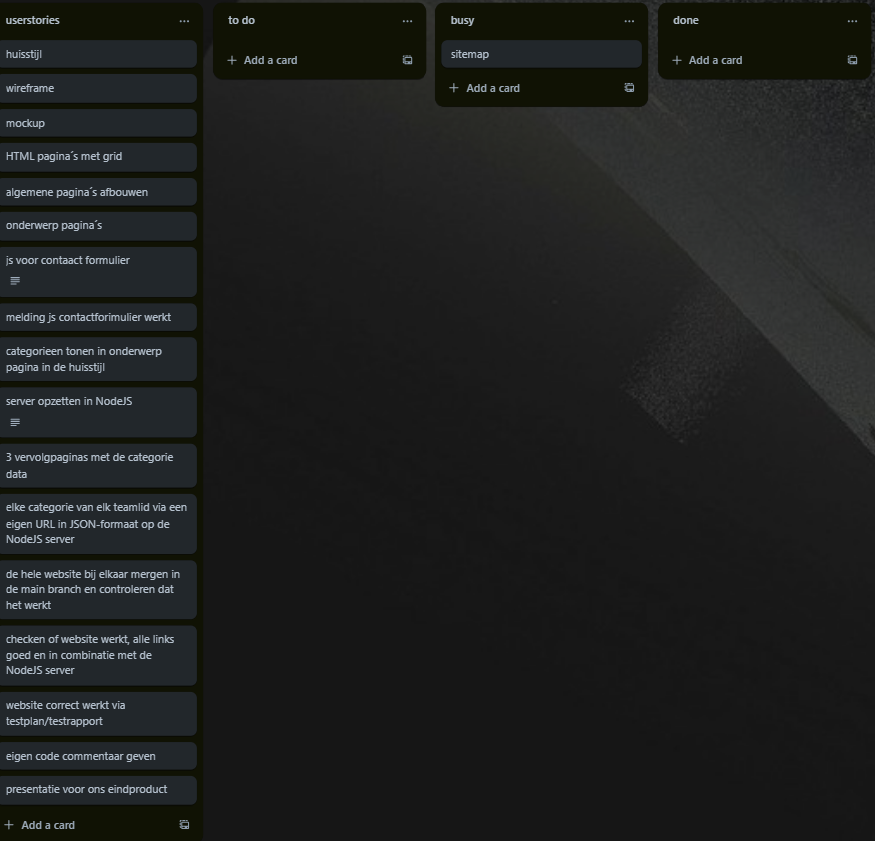 userstories
huisstijl
wireframe
mockup
HTML pagina´s met grid
algemene pagina´s afbouwen
onderwerp pagina´s
js voor contaact formulier
melding js contactforimulier werkt
categorieen tonen in onderwerp
pagina in de huisstijl
server opzetten in NodeJS
3 vervolgpaginas met de categorie
data
elke categorie van elk teamlid via een
eigen URL in JSON-formaat op de
NodeJS server
de hele website bij elkaar mergen in
de main branch en controleren dat
het werkt
checken of website werkt, alle links
goed en in combinatie met de
NodeJS server
website correct werkt via
testplan/testrapport
eigen code commentaar geven
presentatie voor ons eindproduct
+ Add a card
to do
+ Add a card
busy
sitemap
+ Add a card
done
+ Add a card